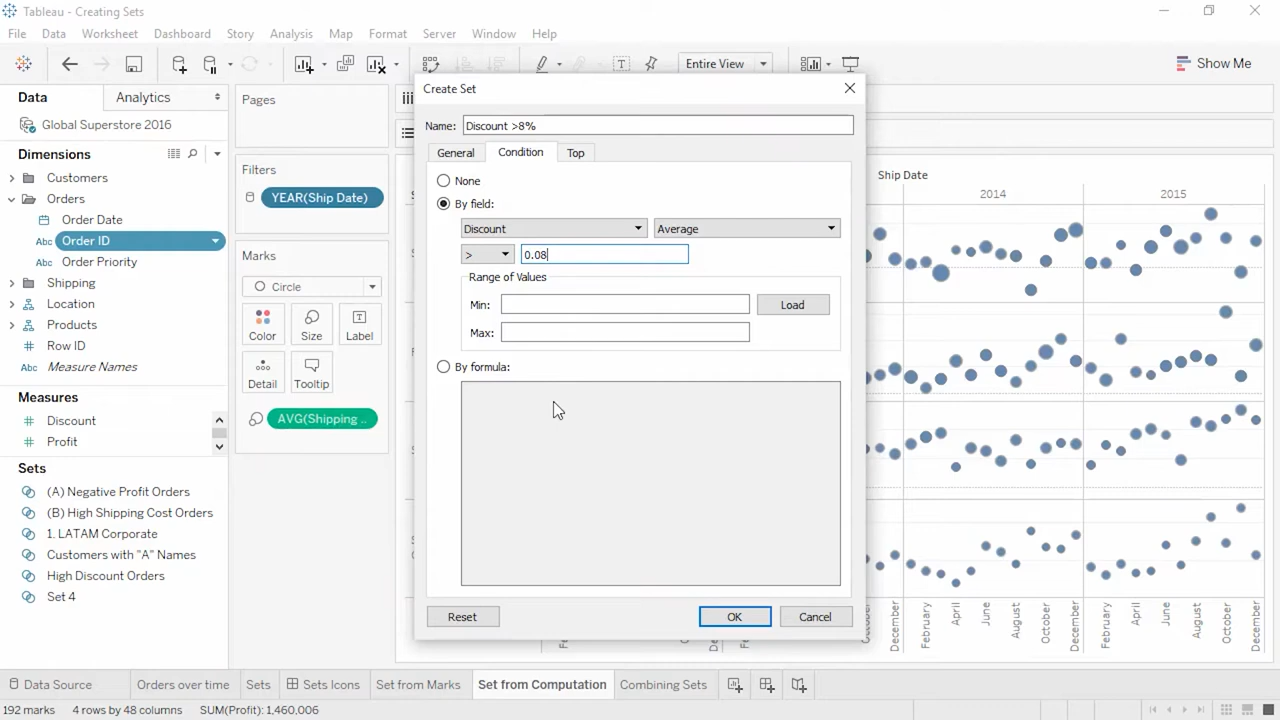 Tableau - Creating Sets
File Data Worksheet Dashboard Story Analysis Map Format Server Window Help
Entire View
Show Me
Data
Analytics
Global Superstore 2016
Dimensions
Customers
Orders
Order Date
Abc Order ID
Abc Order Priority
Shipping
Location
Products
Row ID
Abc Measure Names
Measures
Discount
Profit
Sets
(A) Negative Profit Orders
(B) High Shipping Cost Orders
1. LATAM Corporate
Customers with "A" Names
High Discount Orders
Set 4
Pages
Filters
YEAR(Ship Date)
Marks
Circle
Color
Size
Label
Detail
Tooltip
AVG(Shipping ..
Create Set
Name: Discount >8%
General
Condition
Top
None
By field:
Discount
Average
>
0.08
Range of Values
Min:
Load
Max:
By formula:
Reset
OK
Cancel
Ship Date
2014
2015
December
February
April
June
August
October
December
February
April
June
August
October
December
Data Source
Orders over time
Sets
Sets Icons
Set from Marks
Set from Computation
Combining Sets
192 marks
4 rows by 48 columns
SUM(Profit): 1,460,006